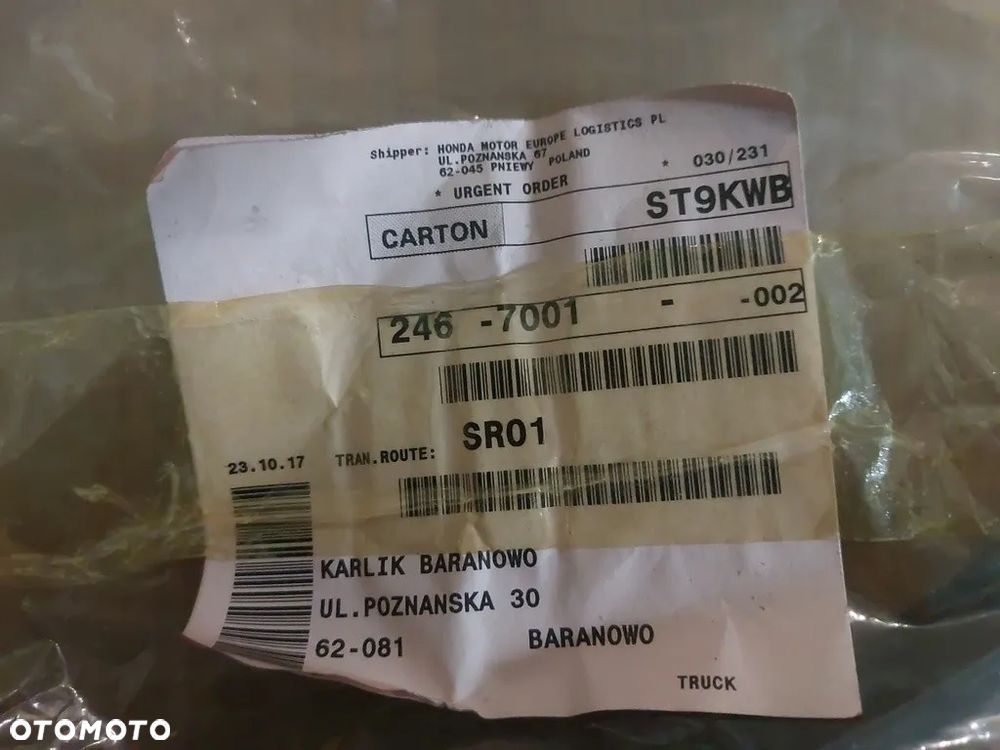 Shipper: HONDA MOTOR EUROPE LOGISTICS PL
UL.POZNANSKA 67
62-045 PNIEWY POLAND
* 030/231
* URGENT ORDER
CARTON ST9KWB
246 -7001 - -002
SR01
23.10.17 TRAN.ROUTE:
KARLIK BARANOWO
UL.POZNANSKA 30
62-081 BARANOWO
TRUCK
OTOMOTO